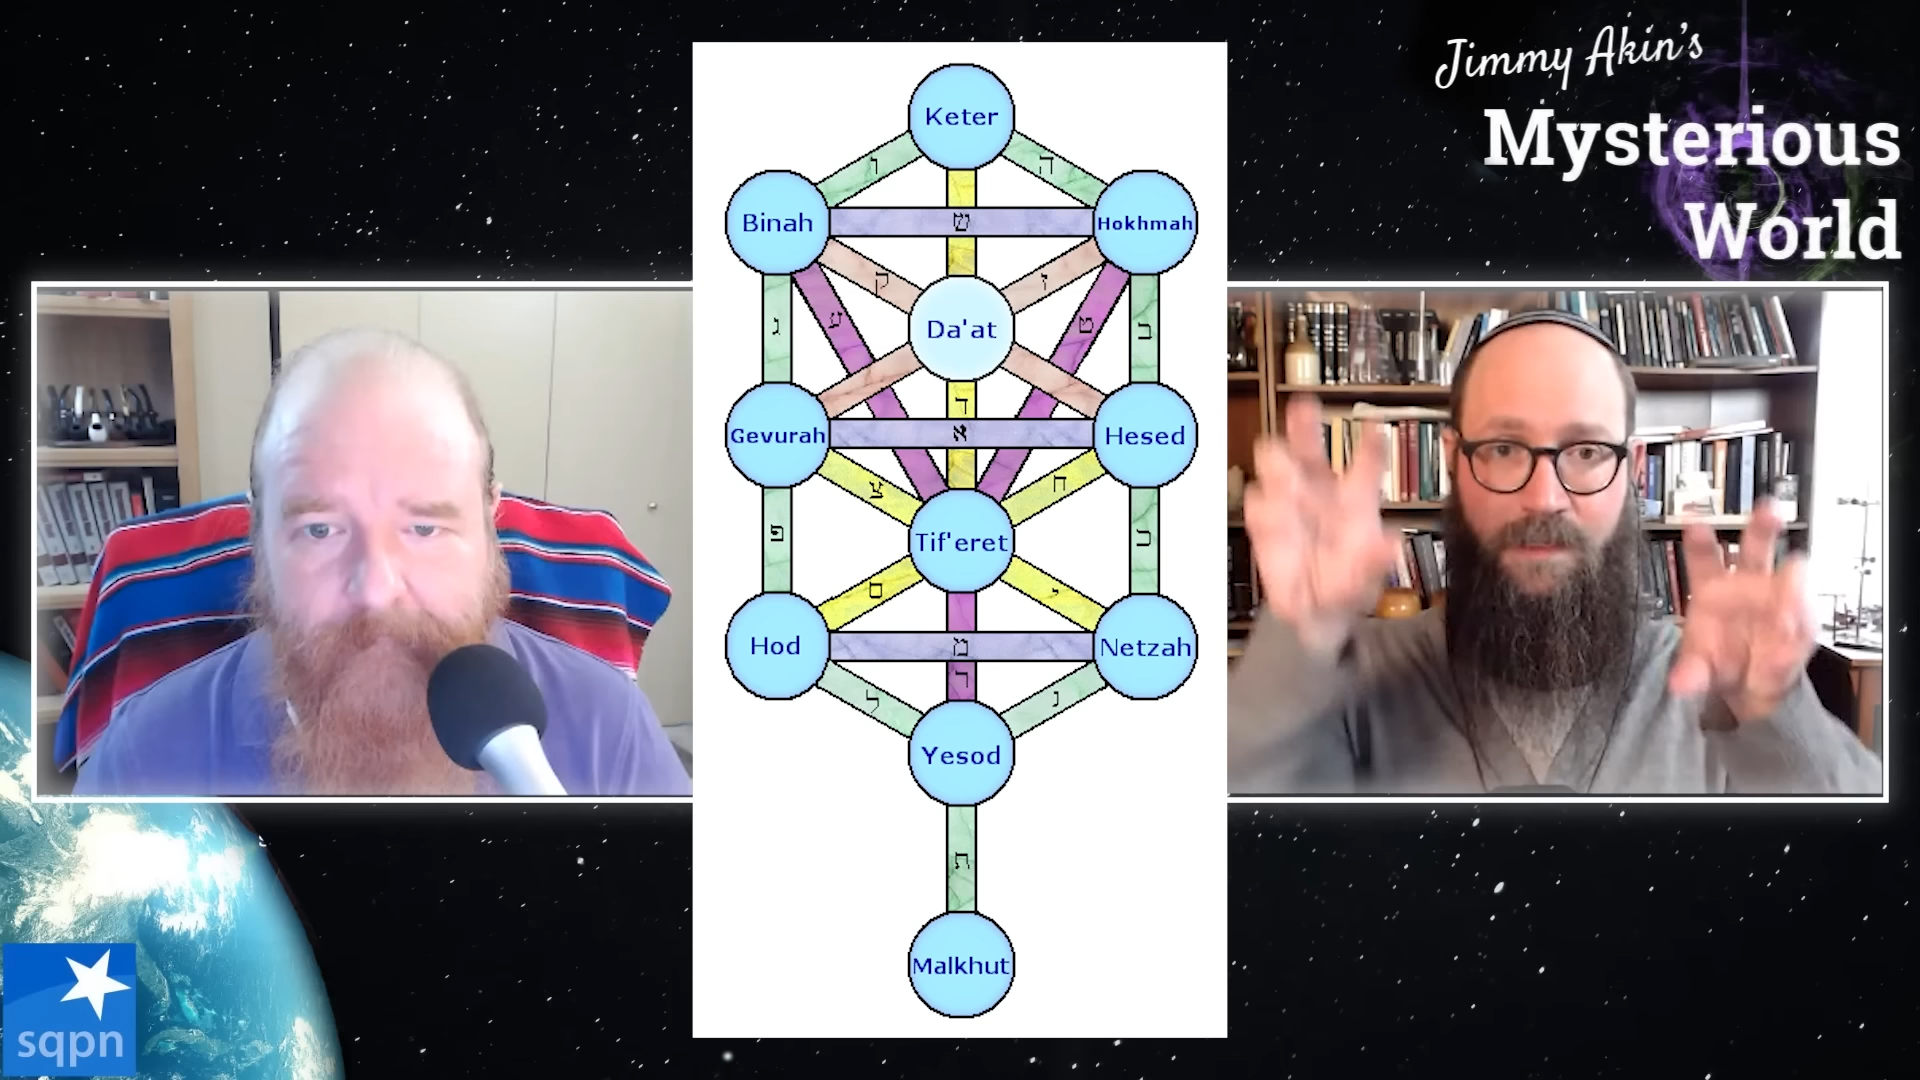 Jimmy Akin's
Mysterious
World
Keter
ו
ה
Binah
ש
Hokhmah
ק
ז
ג
ע
Da'at
ט
ב
ד
Gevurah
א
Hesed
צ
ח
פ
Tif'eret
כ
ס
י
Hod
מ
Netzah
ר
ל
נ
Yesod
ת
Malkhut
sqpn